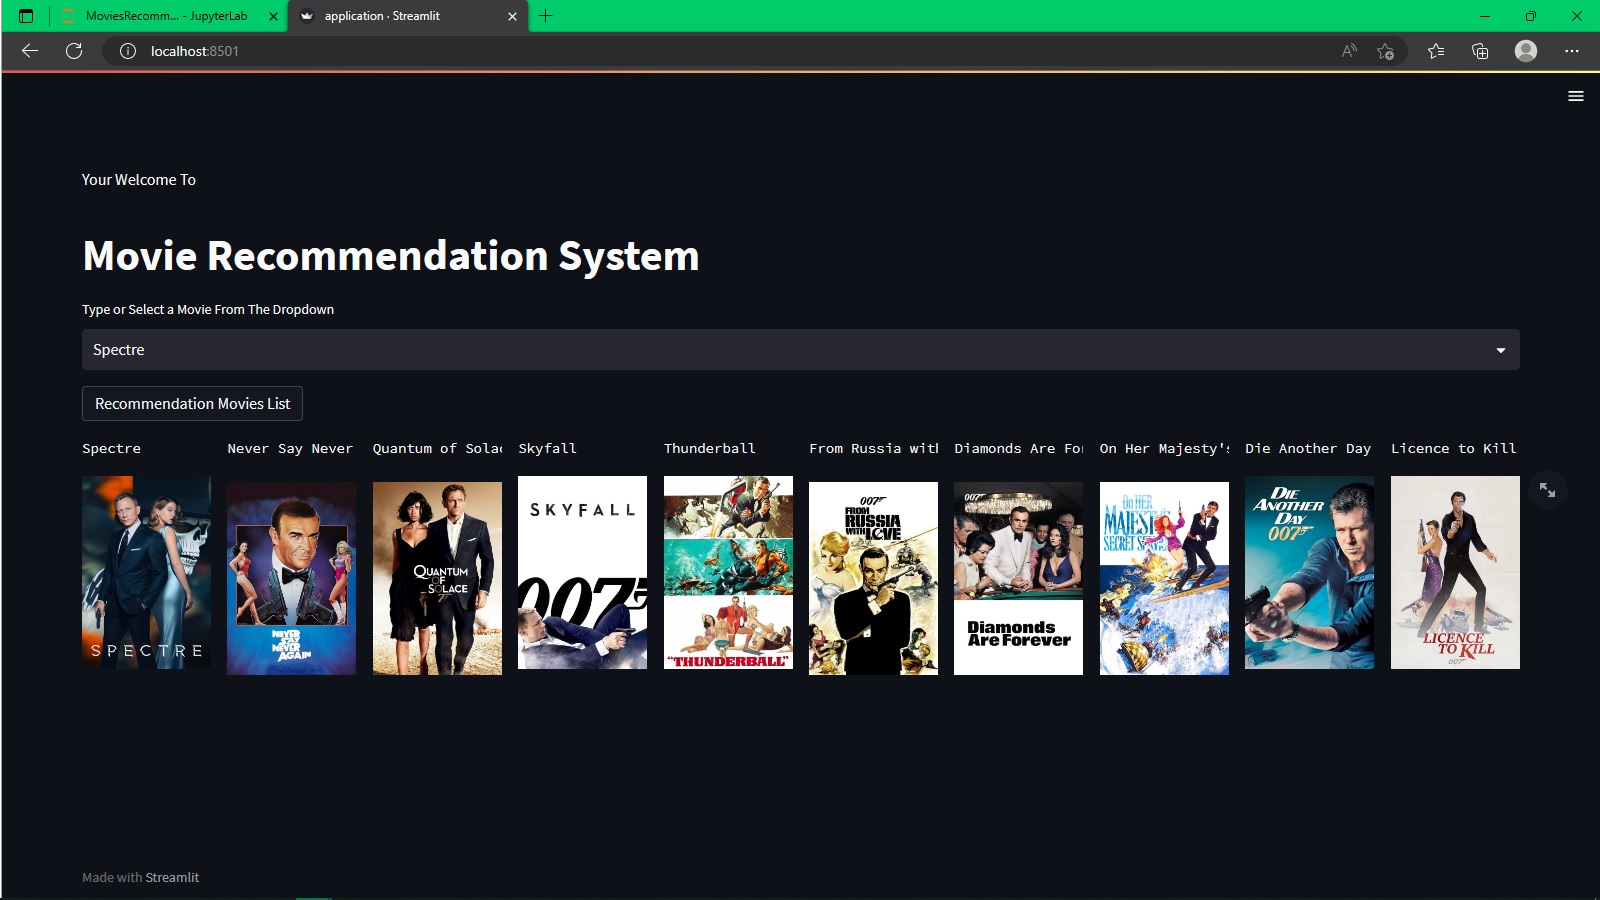 MoviesRecomm... - JupyterLab
application · Streamlit
localhost:8501
Your Welcome To
Movie Recommendation System
Type or Select a Movie From The Dropdown
Spectre
Recommendation Movies List
Spectre
Never Say Never
Quantum of Solac
Skyfall
Thunderball
From Russia with
Diamonds Are For
On Her Majesty's
Die Another Day
Licence to Kill
SPECTRE
NEVER
SAY
NEVER
AGAIN
QUANTUM
OF
SOLACE
SKYFALL
007
"THUNDERBALL"
007
FROM
RUSSIA
WITH
LOVE
007
Diamonds
Are Forever
ON HER
MAJEST
SECRET SE
DIE
ANOTHER
DAY
007
LICENCE
TO KILL
007
Made with Streamlit